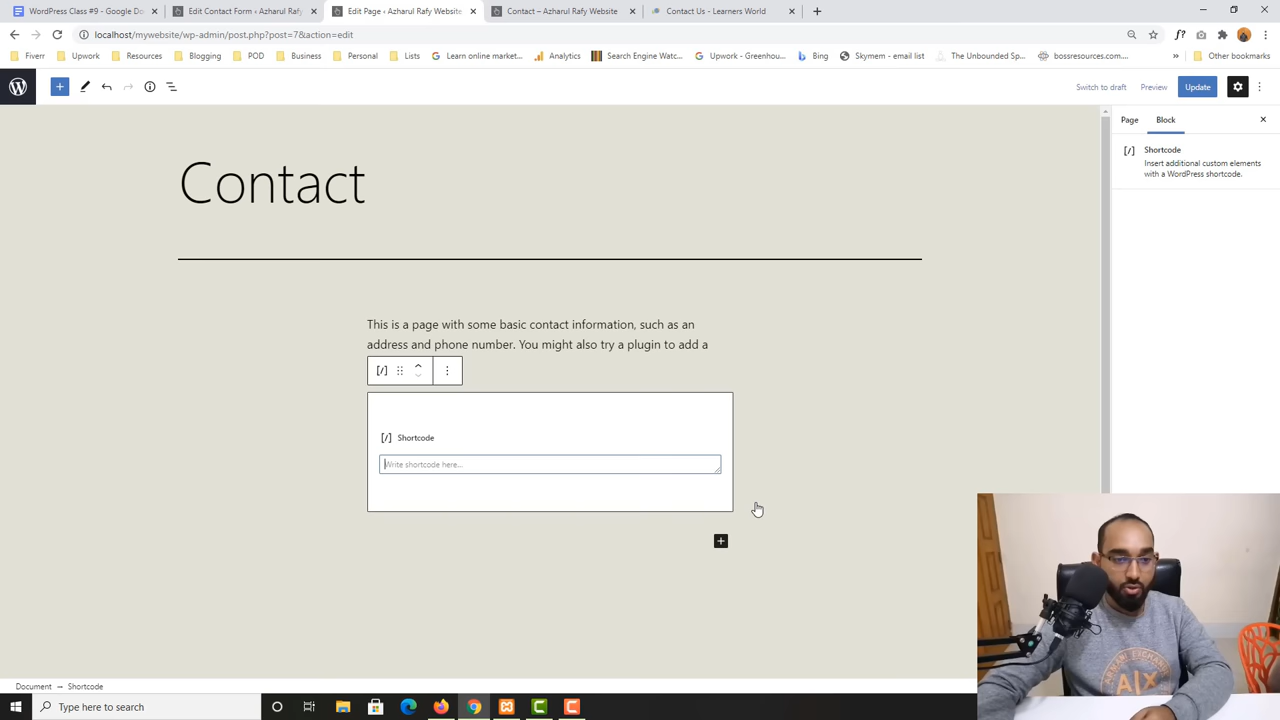 WordPress Class #9 - Google Do
Edit Contact Form ‹ Azharul Rafy
Edit Page ‹ Azharul Rafy Website
Contact – Azharul Rafy Website
Contact Us - Learners World
localhost/mywebsite/wp-admin/post.php?post=7&action=edit
Fiverr
Upwork
Resources
Blogging
POD
Business
Personal
Lists
Learn online market...
Analytics
Search Engine Watc...
Upwork - Greenhou...
Bing
Skymem - email list
The Unbounded Sp...
bossresources.com...
»
Other bookmarks
Switch to draft
Preview
Update
Page
Block
[/] Shortcode
Insert additional custom elements
with a WordPress shortcode.
Contact
This is a page with some basic contact information, such as an
address and phone number. You might also try a plugin to add a
[/]
[/] Shortcode
Write shortcode here...
Document → Shortcode
Type here to search
A|X